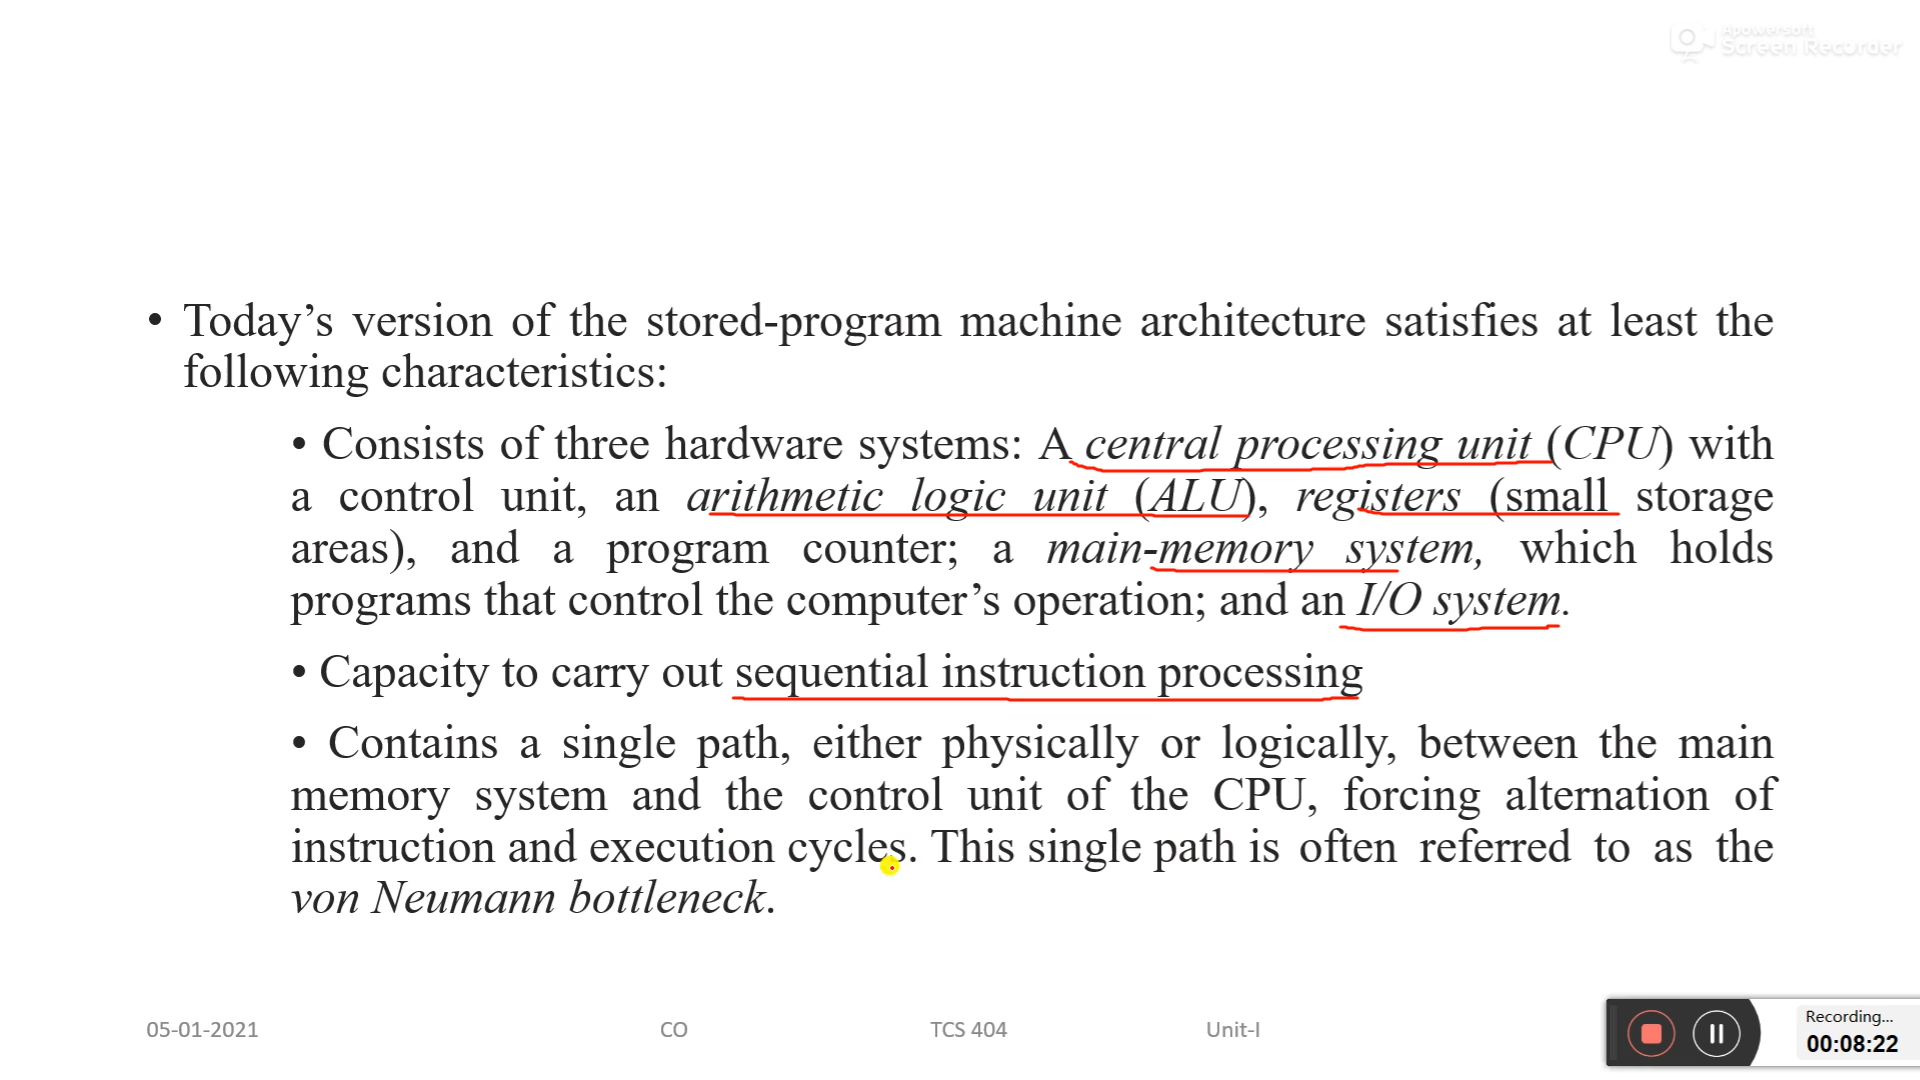 Apowersoft
Screen Recorder
• Today’s version of the stored-program machine architecture satisfies at least the
following characteristics:
• Consists of three hardware systems: A central processing unit (CPU) with
a control unit, an arithmetic logic unit (ALU), registers (small storage
areas), and a program counter; a main-memory system, which holds
programs that control the computer’s operation; and an I/O system.
• Capacity to carry out sequential instruction processing
• Contains a single path, either physically or logically, between the main
memory system and the control unit of the CPU, forcing alternation of
instruction and execution cycles. This single path is often referred to as the
von Neumann bottleneck.
05-01-2021 CO TCS 404 Unit-I
Recording...
00:08:22